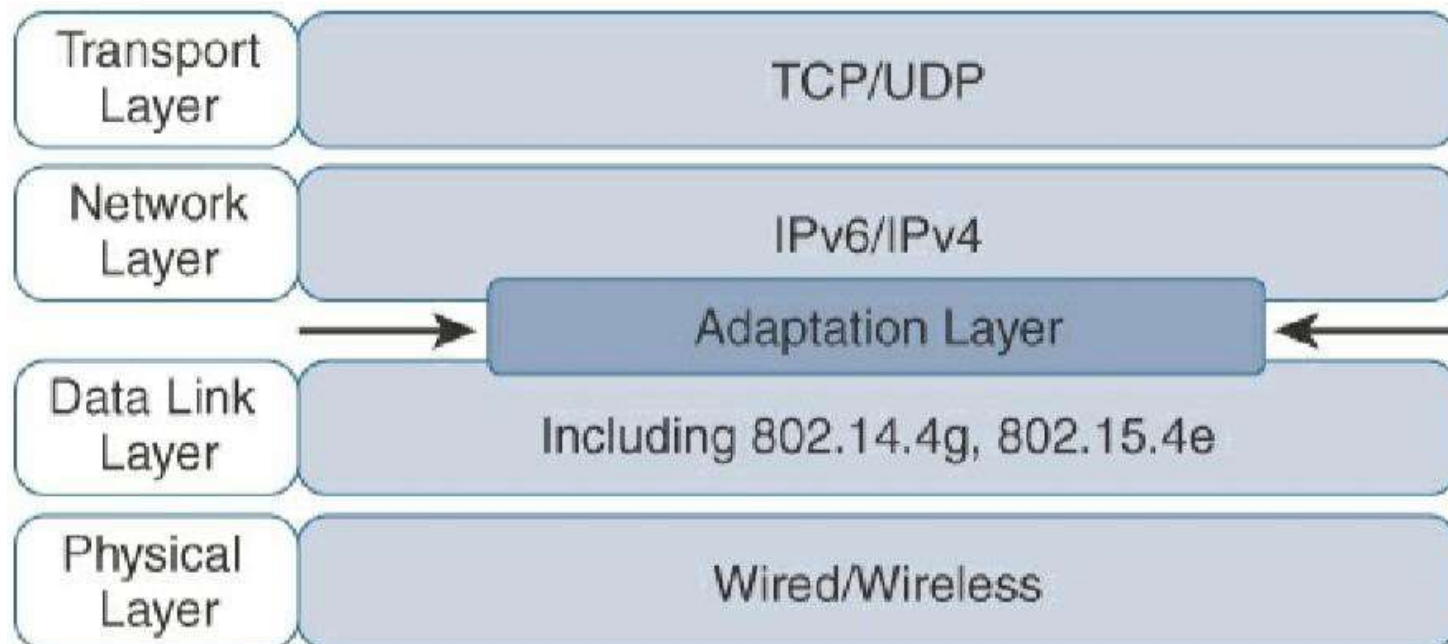 Transport
Layer
TCP/UDP
Network
Layer
IPv6/IPv4
Adaptation Layer
Data Link
Layer
Including 802.14.4g, 802.15.4e
Physical
Layer
Wired/Wireless